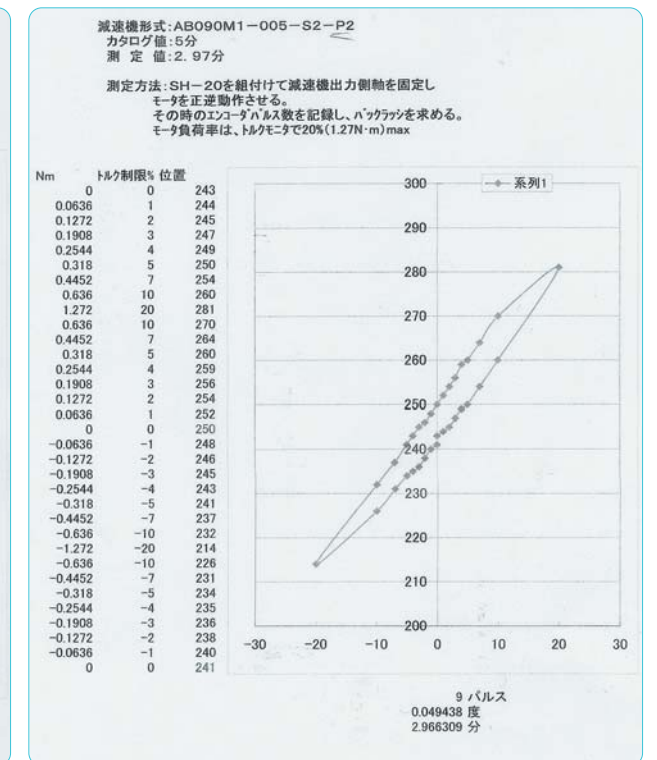 減速機形式:AB090M1-005-S2-P2
カタログ値:5分
測 定 値:2.97分
測定方法:SH-20を組付けて減速機出力側軸を固定し
モータを正逆動作させる。
その時のエンコーダパルス数を記録し、バックラッシを求める。
モータ負荷率は、トルクモニタで20%(1.27N·m)max
Nm トルク制限% 位置
0 0 243
0.0636 1 244
0.1272 2 245
0.1908 3 247
0.2544 4 249
0.318 5 250
0.4452 7 254
0.636 10 260
1.272 20 281
0.636 10 270
0.4452 7 264
0.318 5 260
0.2544 4 259
0.1908 3 256
0.1272 2 254
0.0636 1 252
0 0 250
-0.0636 -1 248
-0.1272 -2 246
-0.1908 -3 245
-0.2544 -4 243
-0.318 -5 241
-0.4452 -7 237
-0.636 -10 232
-1.272 -20 214
-0.636 -10 226
-0.4452 -7 231
-0.318 -5 234
-0.2544 -4 235
-0.1908 -3 236
-0.1272 -2 238
-0.0636 -1 240
0 0 241
系列1
300
290
280
270
260
250
240
230
220
210
200
-30 -20 -10 0 10 20 30
9 パルス
0.049438 度
2.966309 分